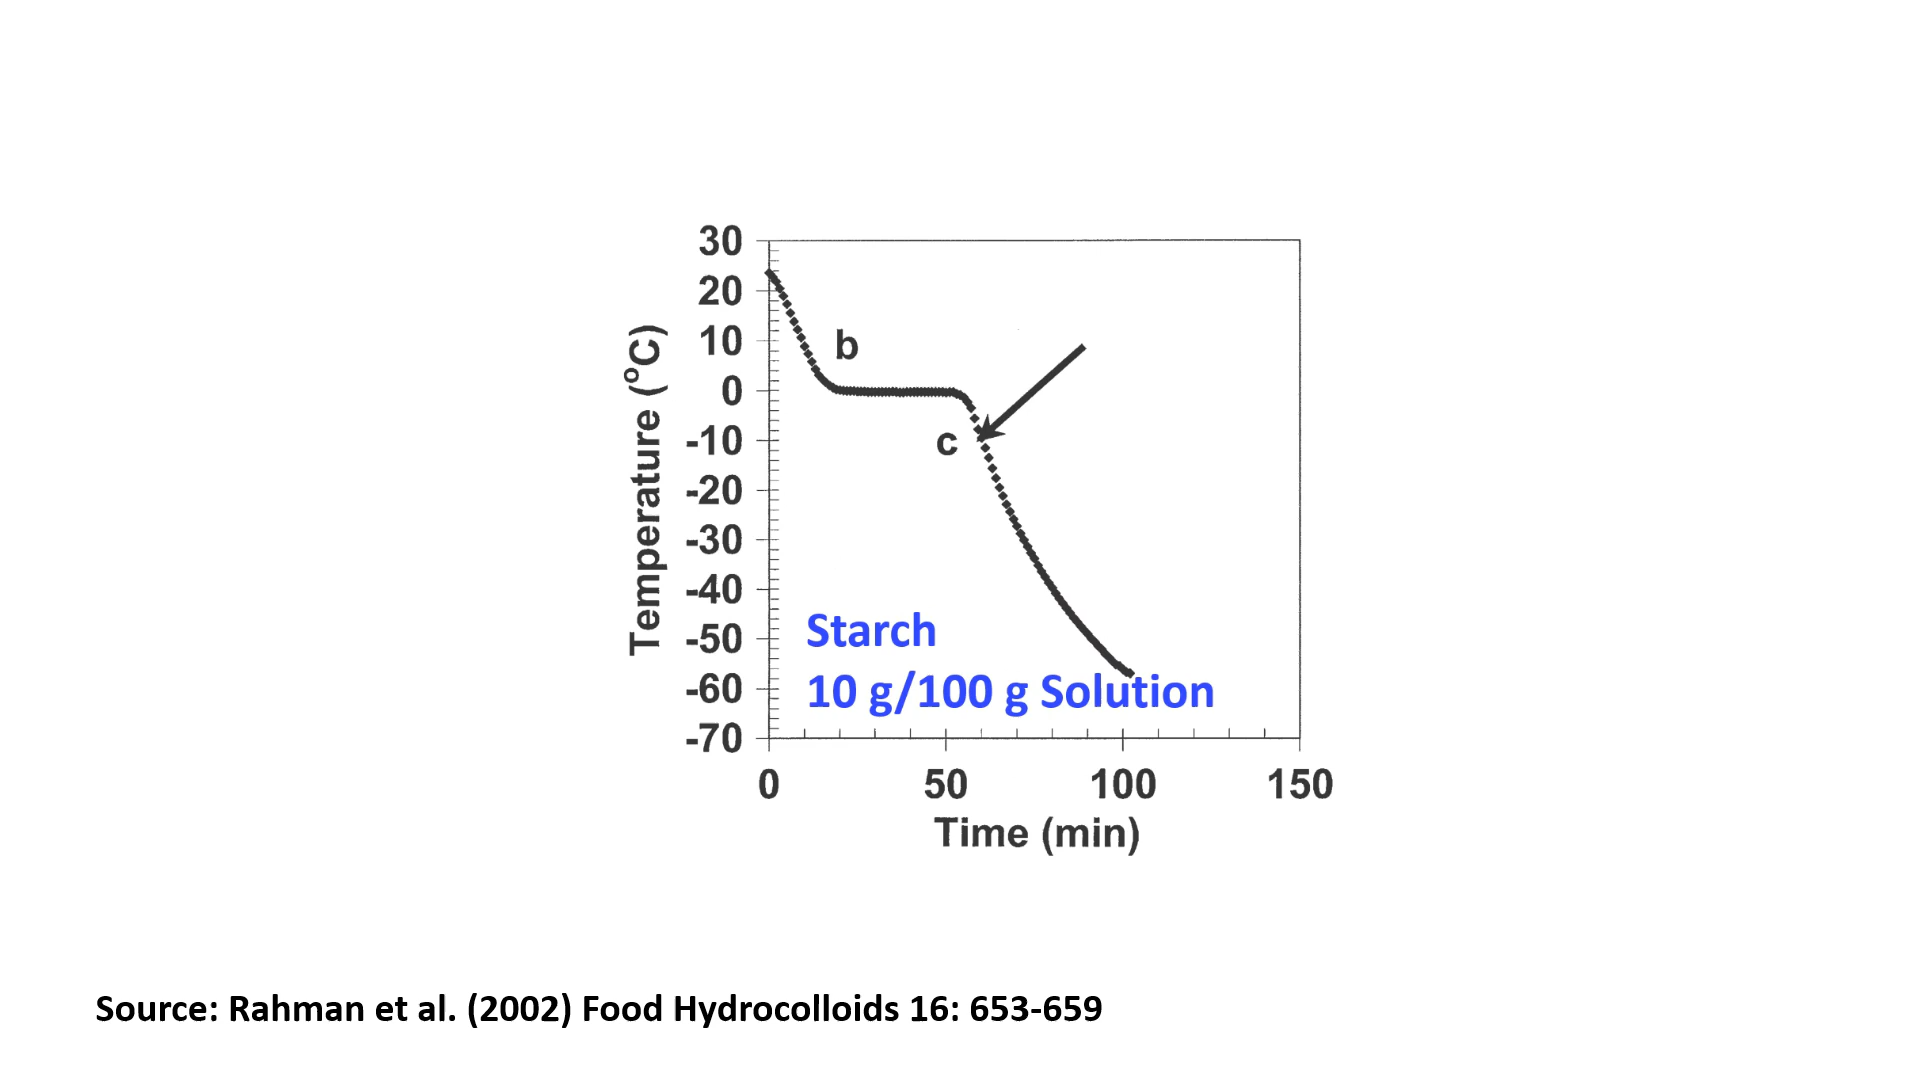 30
20
10
0
-10
-20
-30
-40
-50
-60
-70
Temperature (°C)
b
c
Starch
10 g/100 g Solution
0 50 100 150
Time (min)
Source: Rahman et al. (2002) Food Hydrocolloids 16: 653-659